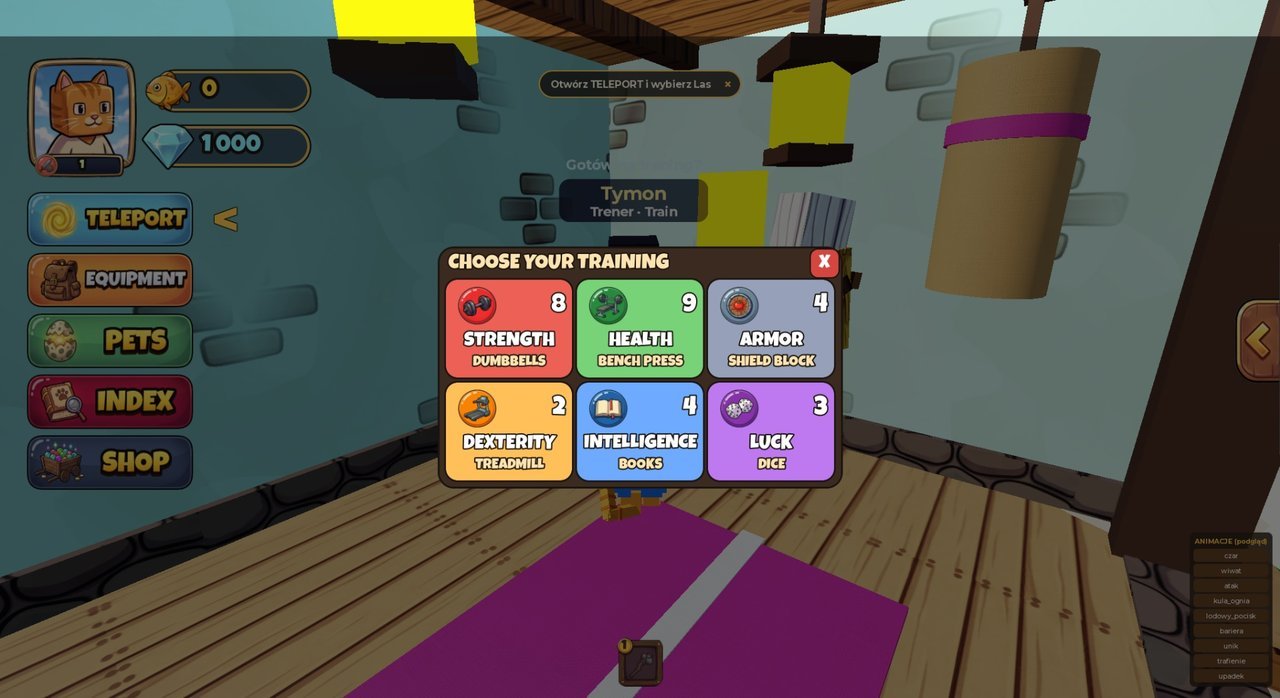 Otwórz TELEPORT i wybierz Las ×
0
1000
1
Tymon
Trener · Train
TELEPORT
<
EQUIPMENT
PETS
INDEX
SHOP
CHOOSE YOUR TRAINING X
8
STRENGTH
DUMBBELLS
9
HEALTH
BENCH PRESS
4
ARMOR
SHIELD BLOCK
2
DEXTERITY
TREADMILL
4
INTELLIGENCE
BOOKS
3
LUCK
DICE
1
ANIMACJE (podgląd)
czar
wiwat
atak
kula_ognia
lodowy_pocisk
bariera
unik
trafienie
upadek